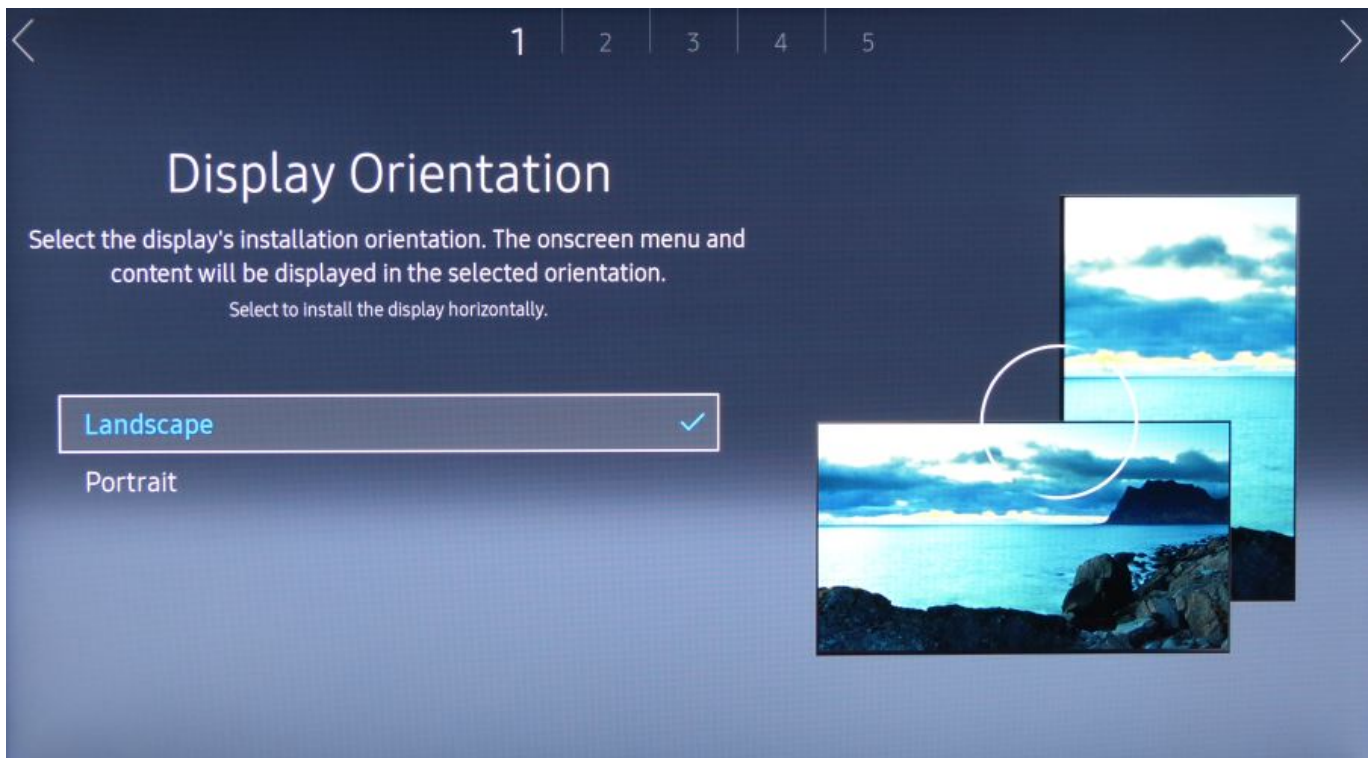 1 2 3 4 5
Display Orientation
Select the display's installation orientation. The onscreen menu and
content will be displayed in the selected orientation.
Select to install the display horizontally.
Landscape
Portrait